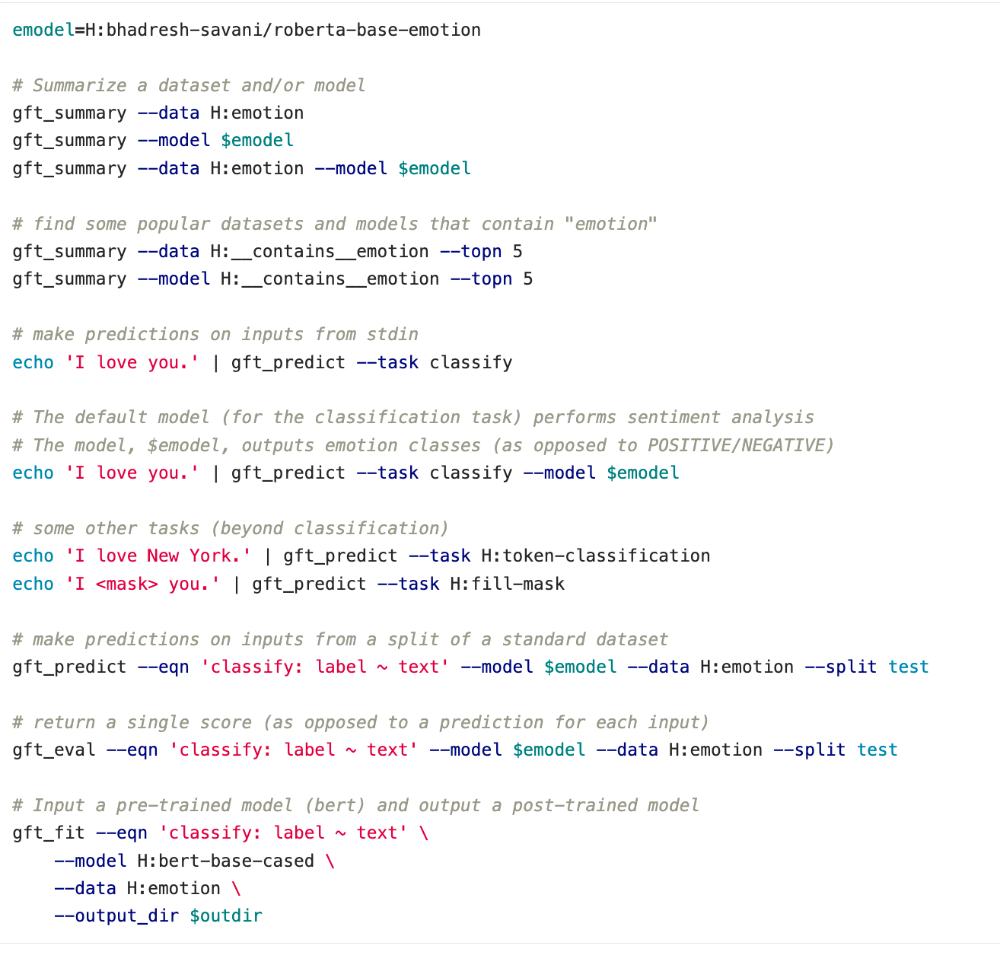 emodel=H:bhadresh-savani/roberta-base-emotion
# Summarize a dataset and/or model
gft_summary --data H:emotion
gft_summary --model $emodel
gft_summary --data H:emotion --model $emodel
# find some popular datasets and models that contain "emotion"
gft_summary --data H:__contains__emotion --topn 5
gft_summary --model H:__contains__emotion --topn 5
# make predictions on inputs from stdin
echo 'I love you.' | gft_predict --task classify
# The default model (for the classification task) performs sentiment analysis
# The model, $emodel, outputs emotion classes (as opposed to POSITIVE/NEGATIVE)
echo 'I love you.' | gft_predict --task classify --model $emodel
# some other tasks (beyond classification)
echo 'I love New York.' | gft_predict --task H:token-classification
echo 'I <mask> you.' | gft_predict --task H:fill-mask
# make predictions on inputs from a split of a standard dataset
gft_predict --eqn 'classify: label ~ text' --model $emodel --data H:emotion --split test
# return a single score (as opposed to a prediction for each input)
gft_eval --eqn 'classify: label ~ text' --model $emodel --data H:emotion --split test
# Input a pre-trained model (bert) and output a post-trained model
gft_fit --eqn 'classify: label ~ text' \
    --model H:bert-base-cased \
    --data H:emotion \
    --output_dir $outdir